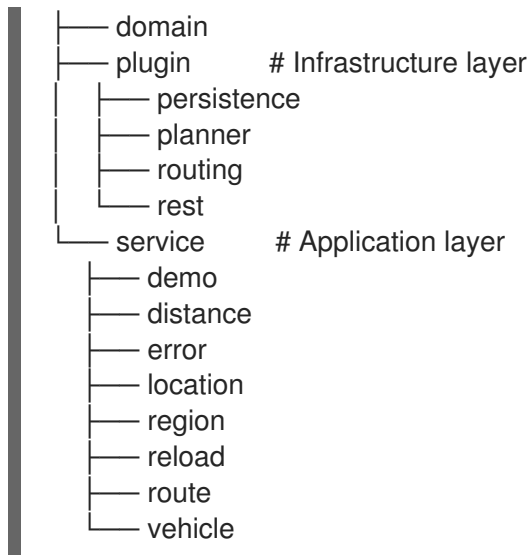 ├── domain
├── plugin # Infrastructure layer
│ ├── persistence
│ ├── planner
│ ├── routing
│ └── rest
└── service # Application layer
├── demo
├── distance
├── error
├── location
├── region
├── reload
├── route
└── vehicle